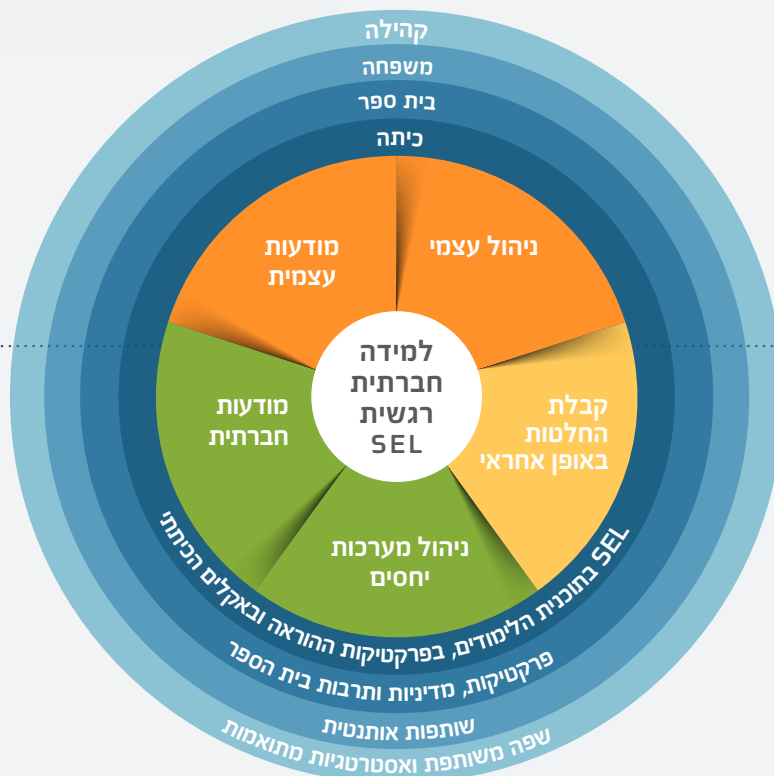 קהילה
משפחה
בית ספר
כיתה
ניהול עצמי
מודעות
עצמית
למידה
חברתית
רגשית
SEL
קבלת
החלטות
באופן אחראי
מודעות
חברתית
ניהול מערכות
יחסים
SEL בתוכנית הלימודים, בפרקטיקות ההוראה ובאקלים הכיתתי
פרקטיקות, מדיניות ותרבות בית הספר
שותפות אותנטית
שפה משותפת ואסטרטגיות מתואמות